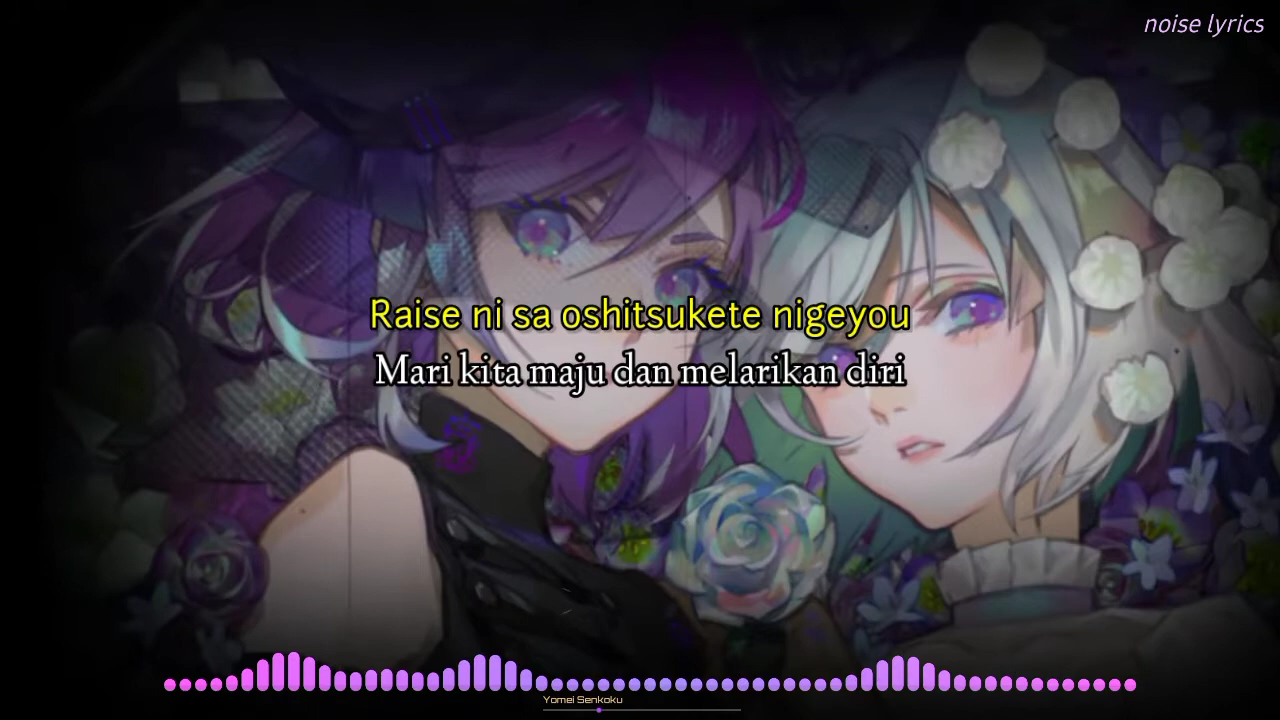 noise lyrics
Raise ni sa oshitsukete nigeyou
Mari kita maju dan melarikan diri
Yomei Senkoku